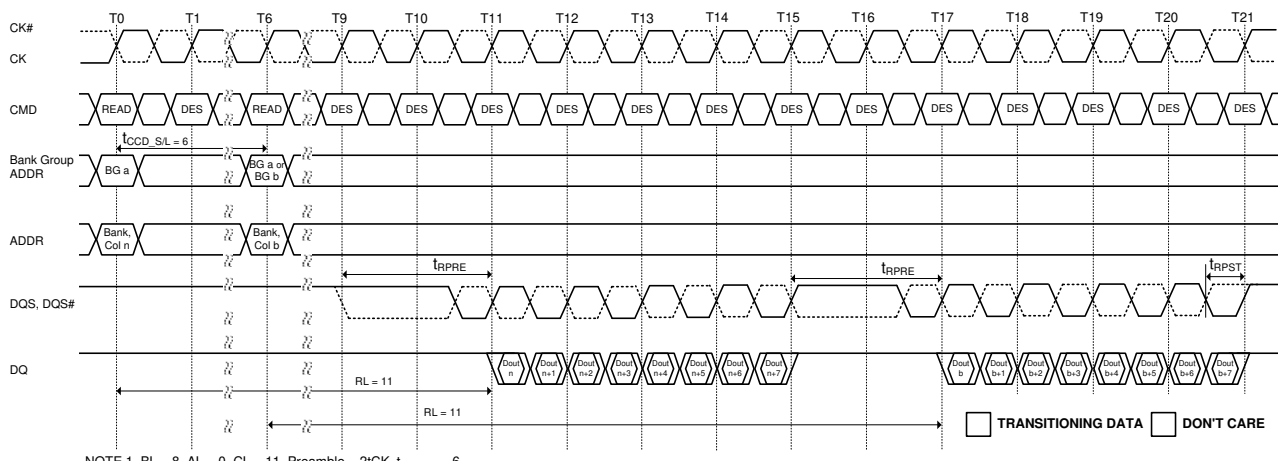 T0 T1 T6 T9 T10 T11 T12 T13 T14 T15 T16 T17 T18 T19 T20 T21
CK#
CK
CMD READ DES READ DES DES DES DES DES DES DES DES DES DES DES DES DES
tCCD_S/L = 6
Bank Group
ADDR
BG a
BG a or
BG b
ADDR
Bank,
Col n
Bank,
Col b
tRPRE tRPRE tRPST
DQS, DQS#
DQ
Dout
n
Dout
n+1
Dout
n+2
Dout
n+3
Dout
n+4
Dout
n+5
Dout
n+6
Dout
n+7
Dout
b
Dout
b+1
Dout
b+2
Dout
b+3
Dout
b+4
Dout
b+5
Dout
b+6
Dout
b+7
RL = 11
RL = 11
TRANSITIONING DATA DON'T CARE